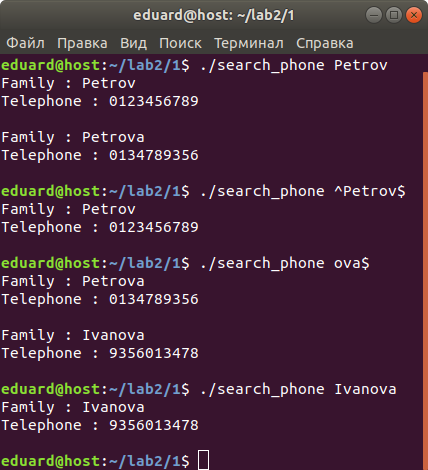 eduard@host: ~/lab2/1
Файл Правка Вид Поиск Терминал Справка
eduard@host:~/lab2/1$ ./search_phone Petrov
Family : Petrov
Telephone : 0123456789
Family : Petrova
Telephone : 0134789356
eduard@host:~/lab2/1$ ./search_phone ^Petrov$
Family : Petrov
Telephone : 0123456789
eduard@host:~/lab2/1$ ./search_phone ova$
Family : Petrova
Telephone : 0134789356
Family : Ivanova
Telephone : 9356013478
eduard@host:~/lab2/1$ ./search_phone Ivanova
Family : Ivanova
Telephone : 9356013478
eduard@host:~/lab2/1$